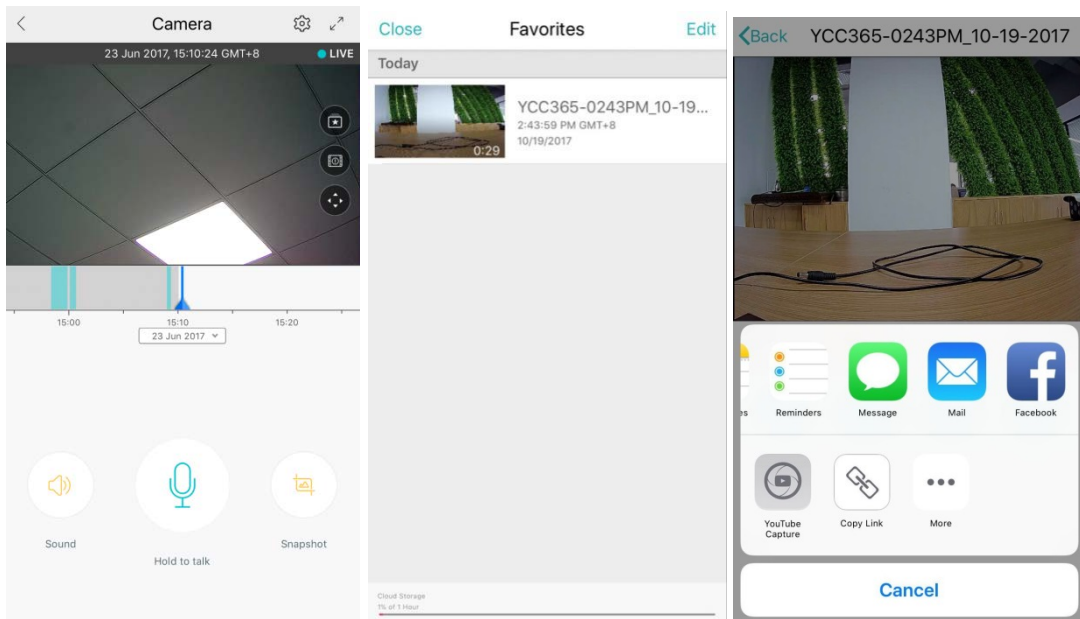 Camera
23 Jun 2017, 15:10:24 GMT+8
LIVE
15:00
15:10
15:20
23 Jun 2017
Sound
Hold to talk
Snapshot
Close
Favorites
Edit
Today
YCC365-0243PM_10-19...
2:43:59 PM GMT+8
10/19/2017
0:29
Cloud Storage
1% of 1 Hour
Back
YCC365-0243PM_10-19-2017
es
Reminders
Message
Mail
Facebook
YouTube
Capture
Copy Link
More
Cancel